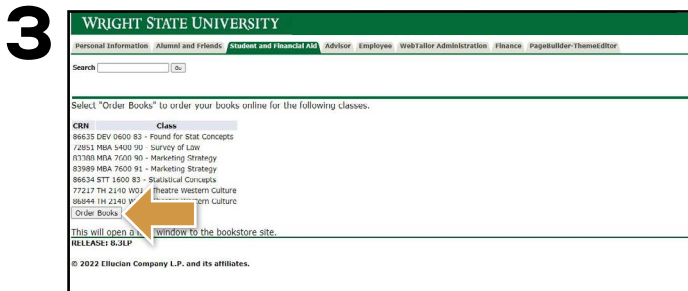 3
WRIGHT STATE UNIVERSITY
Personal Information Alumni and Friends Student and Financial Aid Advisor Employee WebTailor Administration Finance PageBuilder-ThemeEditor
Search Go
Select "Order Books" to order your books online for the following classes.
CRN Class
86635 DEV 0600 83 - Found for Stat Concepts
72851 MBA 5400 90 - Survey of Law
83388 MBA 7600 90 - Marketing Strategy
83989 MBA 7600 91 - Marketing Strategy
86634 STT 1600 83 - Statistical Concepts
77217 TH 2140 W01 Theatre Western Culture
86844 TH 2140 Theatre Western Culture
Order Books
This will open a window to the bookstore site.
RELEASE: 8.3LP
© 2022 Ellucian Company L.P. and its affiliates.